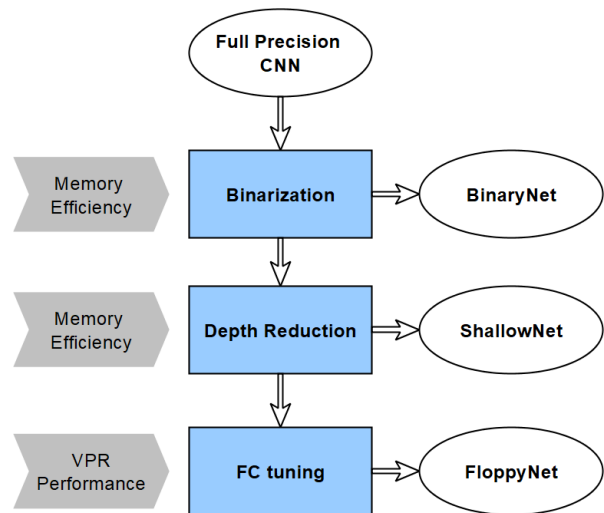 Full Precision
CNN
Memory
Efficiency
Binarization
BinaryNet
Memory
Efficiency
Depth Reduction
ShallowNet
VPR
Performance
FC tuning
FloppyNet